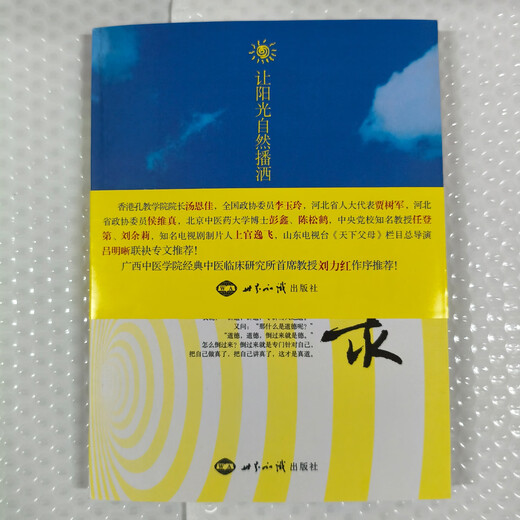 让阳光自然播洒
香港孔教学院院长汤恩佳，全国政协委员李玉玲，河北省人大代表贾树军，河北
省政协委员侯维真，北京中医药大学博士彭鑫、陈松鹤，中央党校知名教授任登
第、刘余莉，知名电视剧制片人上官逸飞，山东电视台《天下父母》栏目总导演
吕明晰联袂专文推荐！
广西中医学院经典中医临床研究所首席教授刘力红作序推荐！
WA 世界知识出版社
又问：“那什么是道德呢？”
“道德，道德，倒过来就是德。
怎么倒过来？倒过来就是专门针对自己，
把自己做真了，把自己讲真了，这才是真道。
录
WA 世界知识出版社